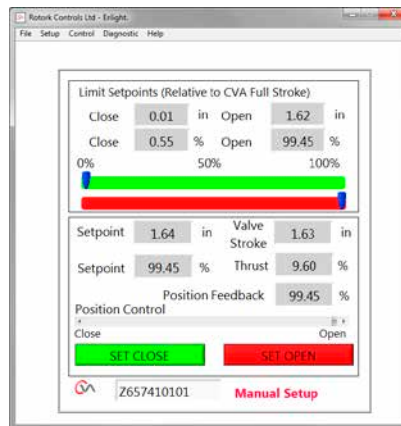 Rotork Controls Ltd - Enlight.
File Setup Control Diagnostic Help
Limit Setpoints (Relative to CVA Full Stroke)
Close 0.01 in Open 1.62 in
Close 0.55 % Open 99.45 %
0% 50% 100%
Setpoint 1.64 in Valve Stroke 1.63 in
Setpoint 99.45 % Thrust 9.60 %
Position Feedback 99.45 %
Position Control
Close Open
SET CLOSE SET OPEN
CVA Z657410101 Manual Setup